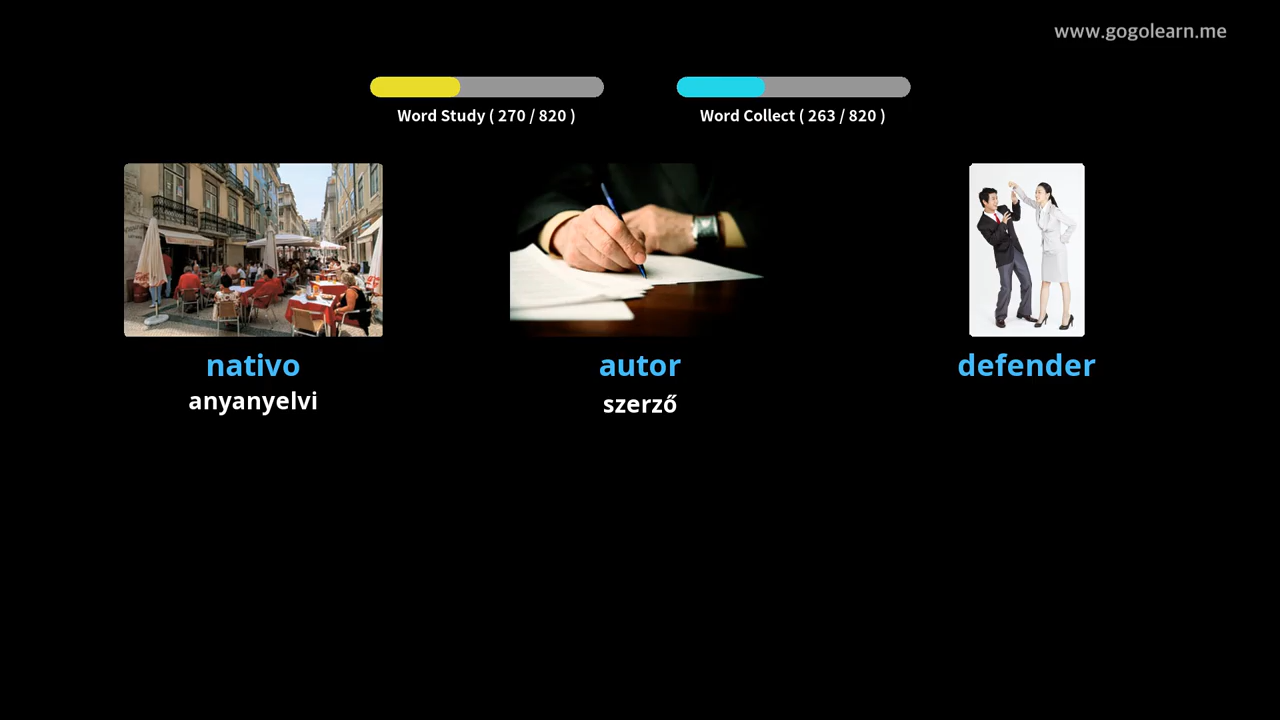 www.gogolearn.me
Word Study ( 270 / 820 )
Word Collect ( 263 / 820 )
nativo
anyanyelvi
autor
szerző
defender